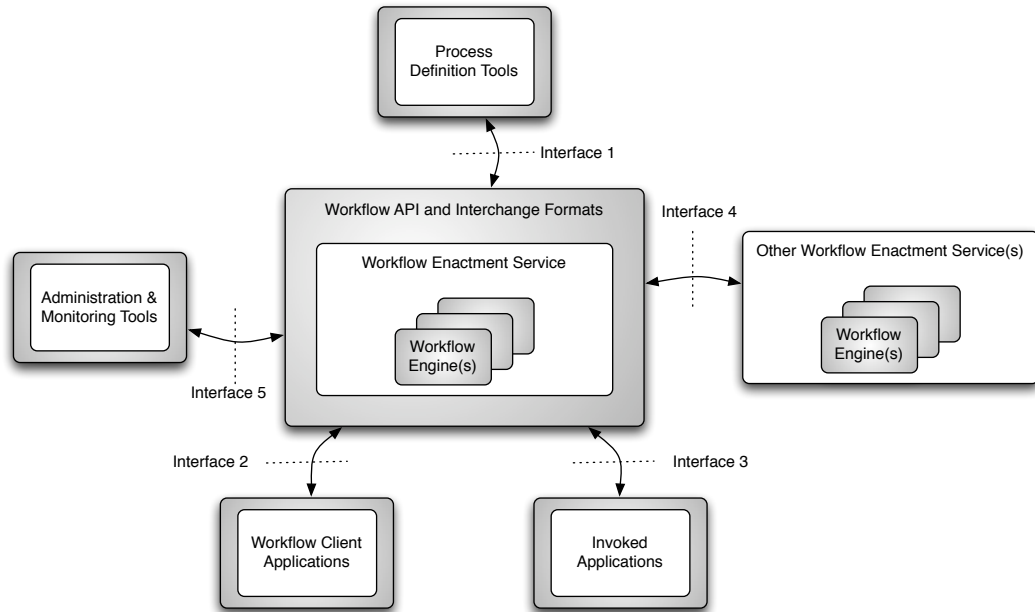 Process
Definition Tools
Interface 1
Workflow API and Interchange Formats
Interface 4
Workflow Enactment Service
Other Workflow Enactment Service(s)
Administration &
Monitoring Tools
Workflow
Engine(s)
Workflow
Engine(s)
Interface 5
Interface 2
Interface 3
Workflow Client
Applications
Invoked
Applications